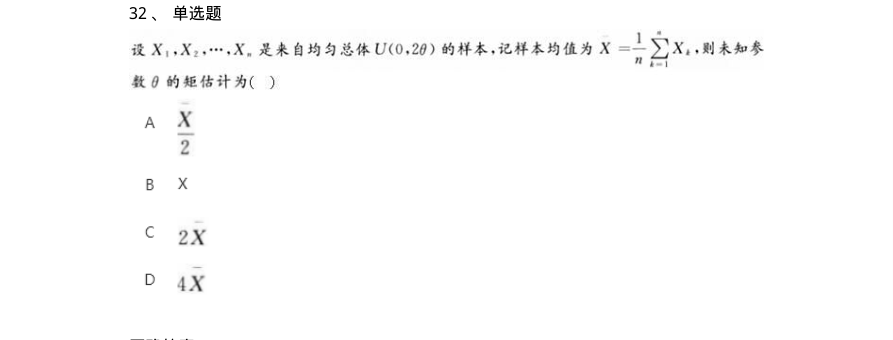 32、 单选题
设 X₁,X₂,…,Xₙ 是来自均匀总体 U(0,2θ) 的样本,记样本均值为 X̄ = 1/n ∑ₖ₌₁ⁿ Xₖ,则未知参
数 θ 的矩估计为( )
A X̄/2
B X
C 2X̄
D 4X̄